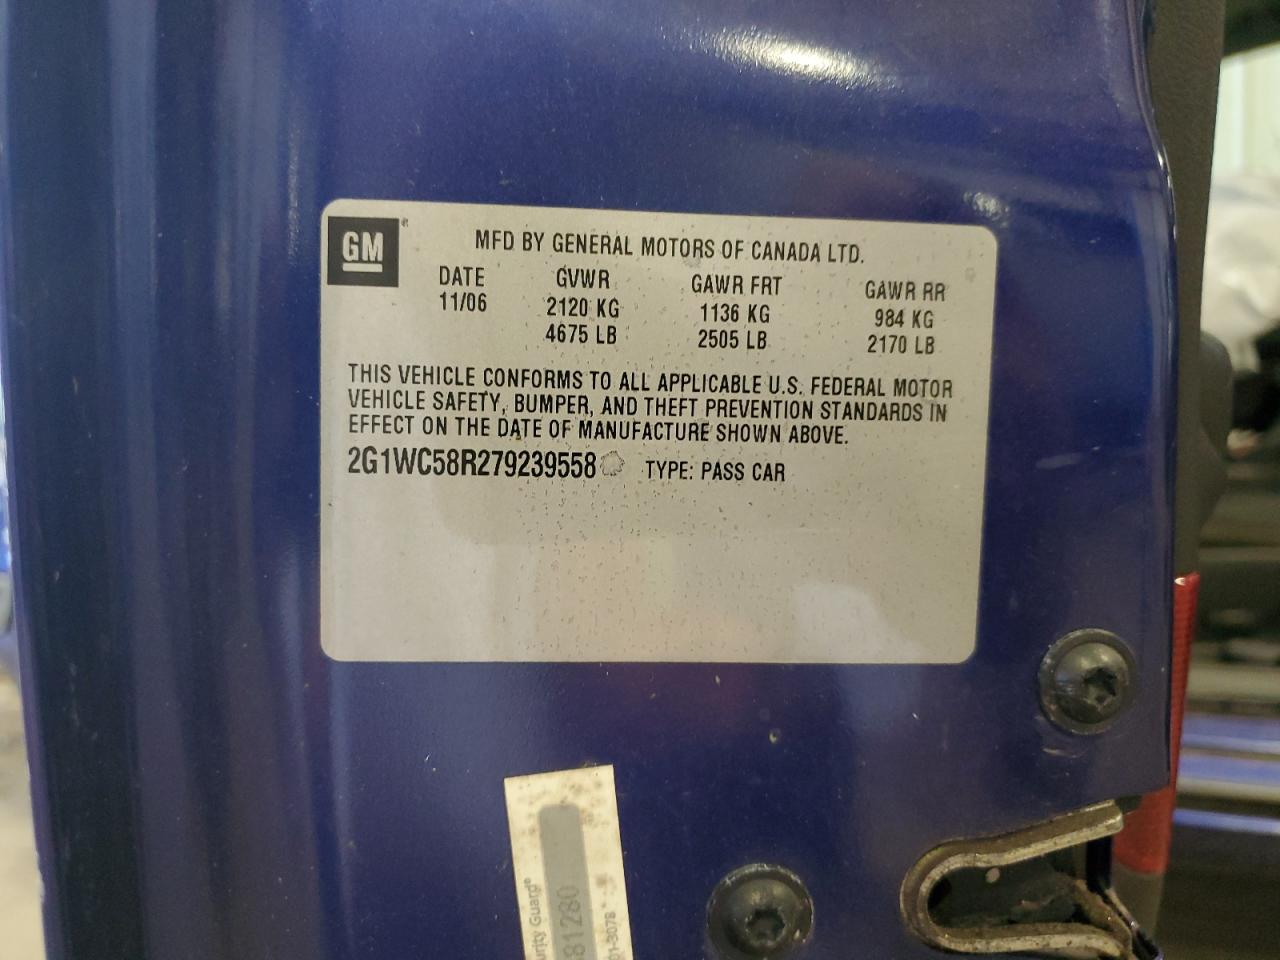 GM
MFD BY GENERAL MOTORS OF CANADA LTD.
DATE GVWR GAWR FRT GAWR RR
11/06 2120 KG 1136 KG 984 KG
4675 LB 2505 LB 2170 LB
THIS VEHICLE CONFORMS TO ALL APPLICABLE U.S. FEDERAL MOTOR
VEHICLE SAFETY, BUMPER, AND THEFT PREVENTION STANDARDS IN
EFFECT ON THE DATE OF MANUFACTURE SHOWN ABOVE.
2G1WC58R279239558 TYPE: PASS CAR
Guard®
81280